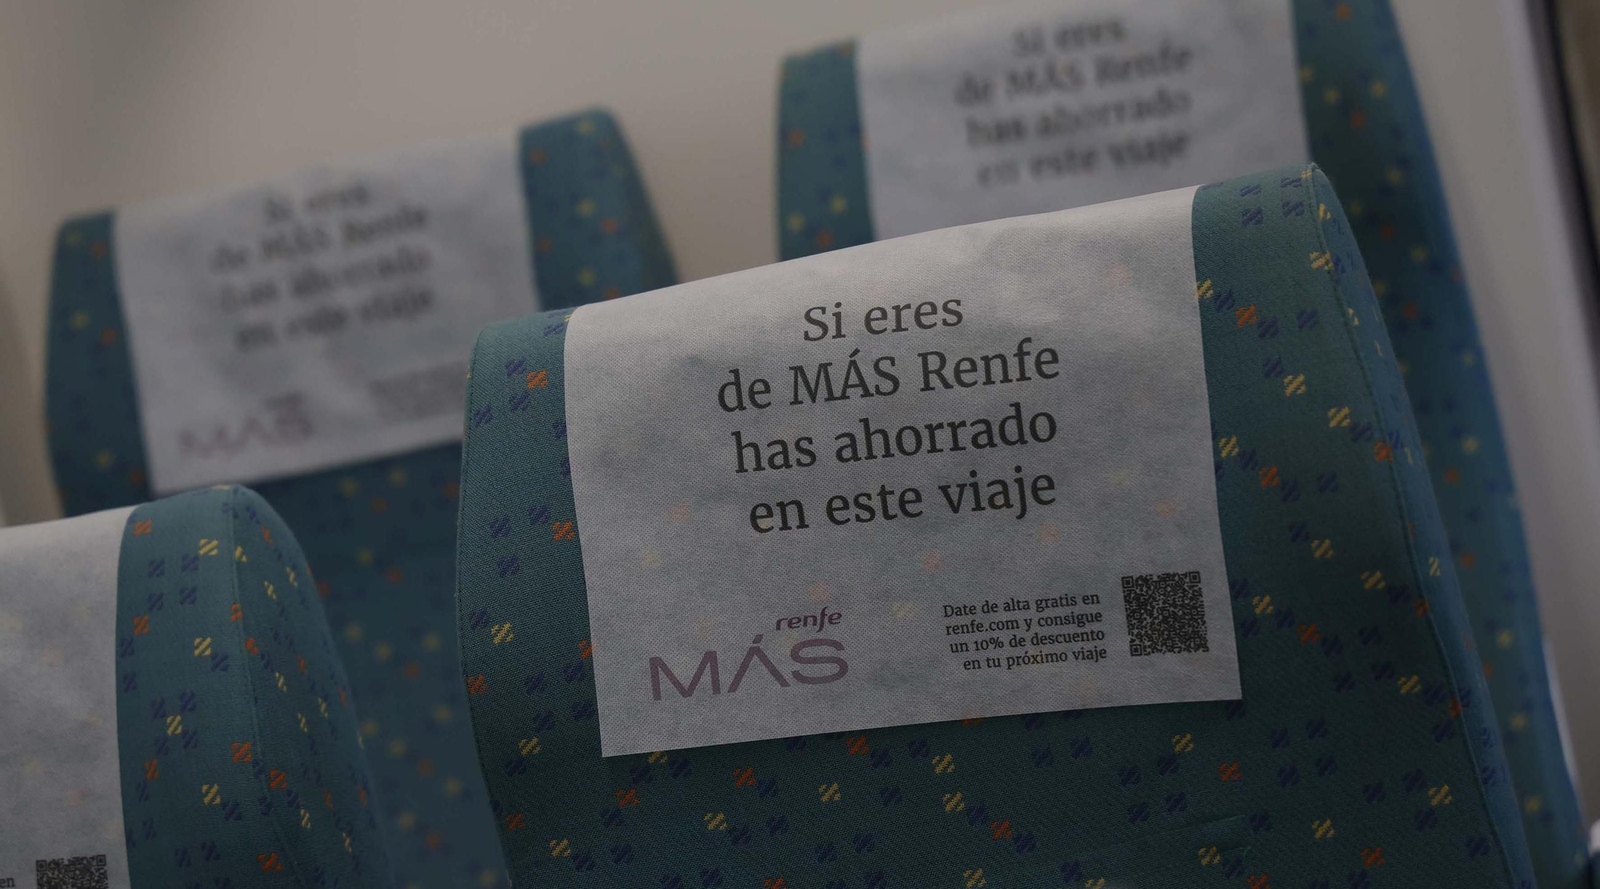 Si eres
de MÁS Renfe
has ahorrado
en este viaje
Si eres
de MÁS Renfe
has ahorrado
en este viaje
MÁS
Si eres
de MÁS Renfe
has ahorrado
en este viaje
renfe
MÁS
Date de alta gratis en
renfe.com y consigue
un 10% de descuento
en tu próximo viaje
en